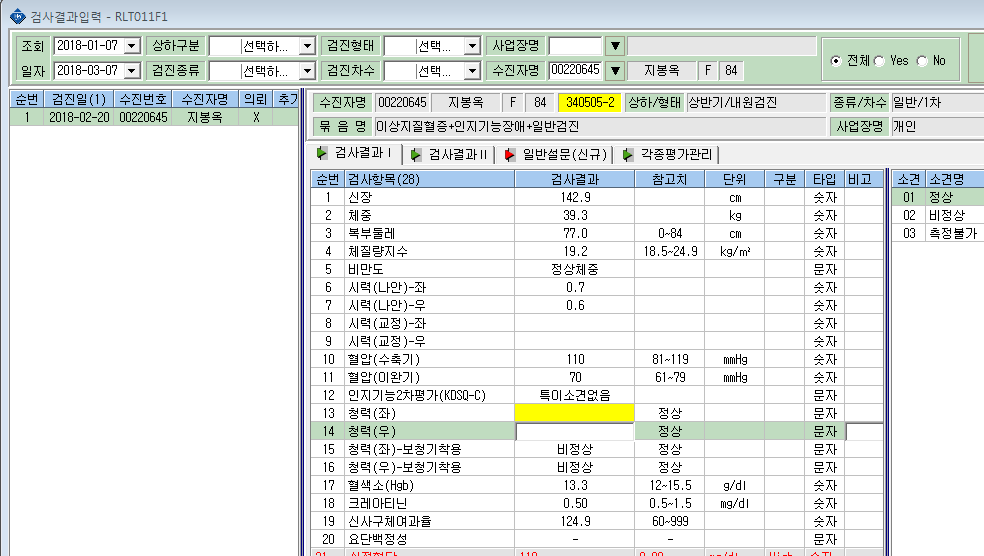 검사결과입력 - RLT011F1
조회 2018-01-07 상하구분 |선택하... 검진형태 |선택... 사업장명 전체 Yes No
일자 2018-03-07 검진종류 |선택하... 검진차수 |선택... 수진자명 00220645 지봉옥 F 84
순번 검진일(1) 수진번호 수진자명 의뢰 추가
1 2018-02-20 00220645 지봉옥 X
수진자명 00220645 지봉옥 F 84 340505-2 상하/형태 상반기/내원검진 종류/차수 일반/1차
묶 음 명 이상지질혈증+인지기능장애+일반검진 사업장명 개인
검사결과 I 검사결과 II 일반설문(신규) 각종평가관리
순번 검사항목(28) 검사결과 참고치 단위 구분 타입 비고
1 신장 142.9 cm 숫자
2 체중 39.3 kg 숫자
3 복부둘레 77.0 0~84 cm 숫자
4 체질량지수 19.2 18.5~24.9 kg/m² 숫자
5 비만도 정상체중 문자
6 시력(나안)-좌 0.7 숫자
7 시력(나안)-우 0.6 숫자
8 시력(교정)-좌 숫자
9 시력(교정)-우 숫자
10 혈압(수축기) 110 81~119 mmHg 숫자
11 혈압(이완기) 70 61~79 mmHg 숫자
12 인지기능2차평가(KDSQ-C) 특이소견없음 문자
13 청력(좌) 정상 문자
14 청력(우) 정상 문자
15 청력(좌)-보청기착용 비정상 정상 문자
16 청력(우)-보청기착용 비정상 정상 문자
17 혈색소(Hgb) 13.3 12~15.5 g/dl 숫자
18 크레아티닌 0.50 0.5~1.5 mg/dl 숫자
19 신사구체여과율 124.9 60~999 숫자
20 요단백정성 - - 문자
소견 소견명
01 정상
02 비정상
03 측정불가